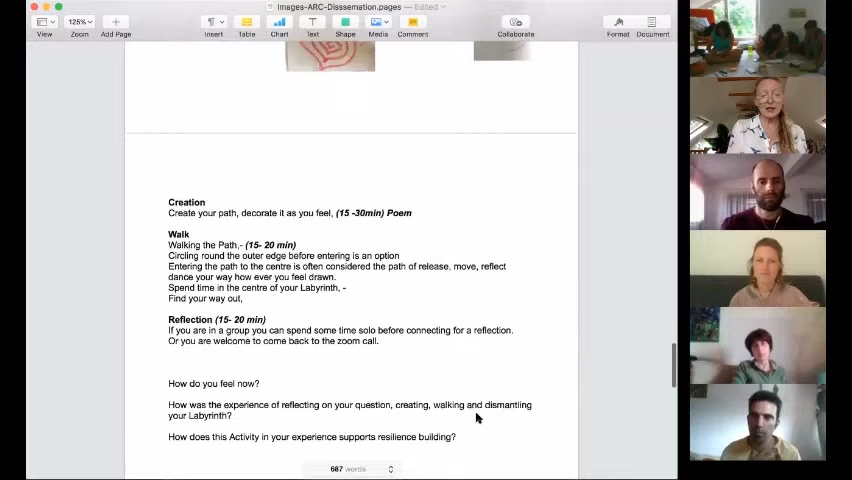 Images-ARC-Disssemation.pages — Edited
125%
View
Zoom
Add Page
Insert
Table
Chart
Text
Shape
Media
Comment
Collaborate
Format
Document
Creation
Create your path, decorate it as you feel, (15 -30min) Poem
Walk
Walking the Path,- (15- 20 min)
Circling round the outer edge before entering is an option
Entering the path to the centre is often considered the path of release, move, reflect
dance your way how ever you feel drawn.
Spend time in the centre of your Labyrinth, -
Find your way out,
Reflection (15- 20 min)
If you are in a group you can spend some time solo before connecting for a reflection.
Or you are welcome to come back to the zoom call.
How do you feel now?
How was the experience of reflecting on your question, creating, walking and dismantling
your Labyrinth?
How does this Activity in your experience supports resilience building?
687 words